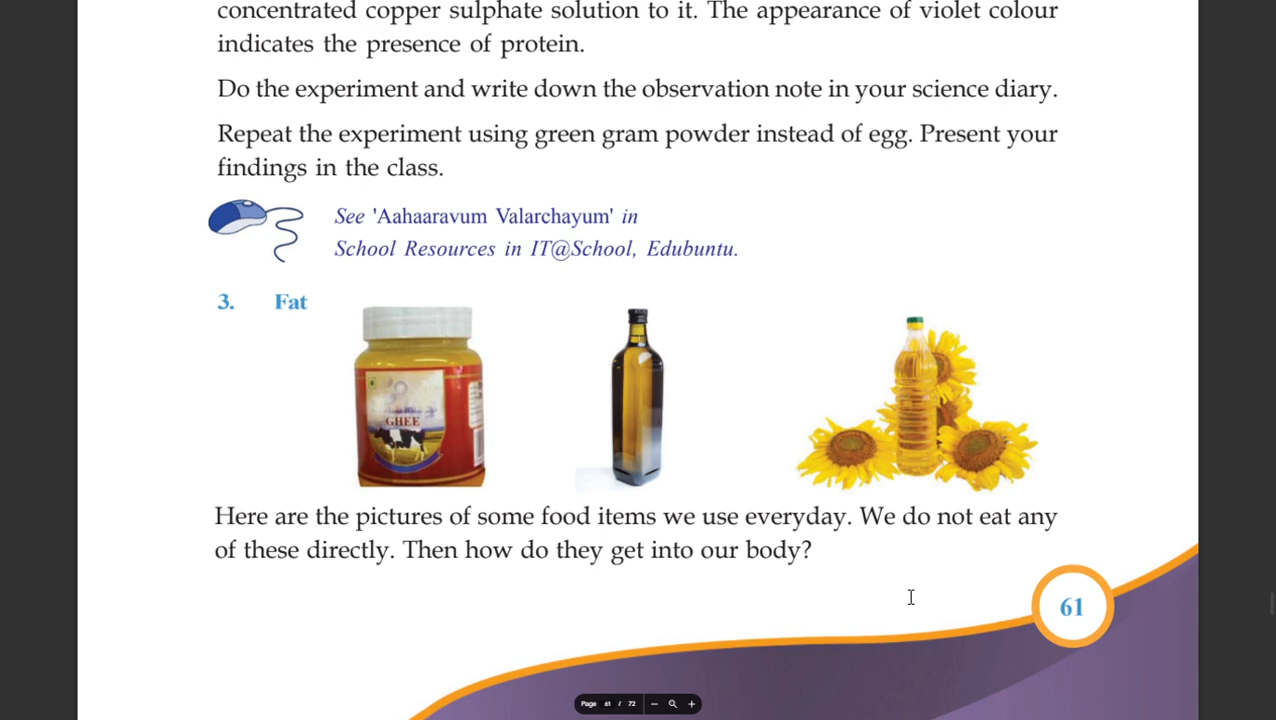 concentrated copper sulphate solution to it. The appearance of violet colour
indicates the presence of protein.
Do the experiment and write down the observation note in your science diary.
Repeat the experiment using green gram powder instead of egg. Present your
findings in the class.
See 'Aahaaravum Valarchayum' in
School Resources in IT@School, Edubuntu.
3. Fat
GHEE
Here are the pictures of some food items we use everyday. We do not eat any
of these directly. Then how do they get into our body?
61
Page 61 / 72